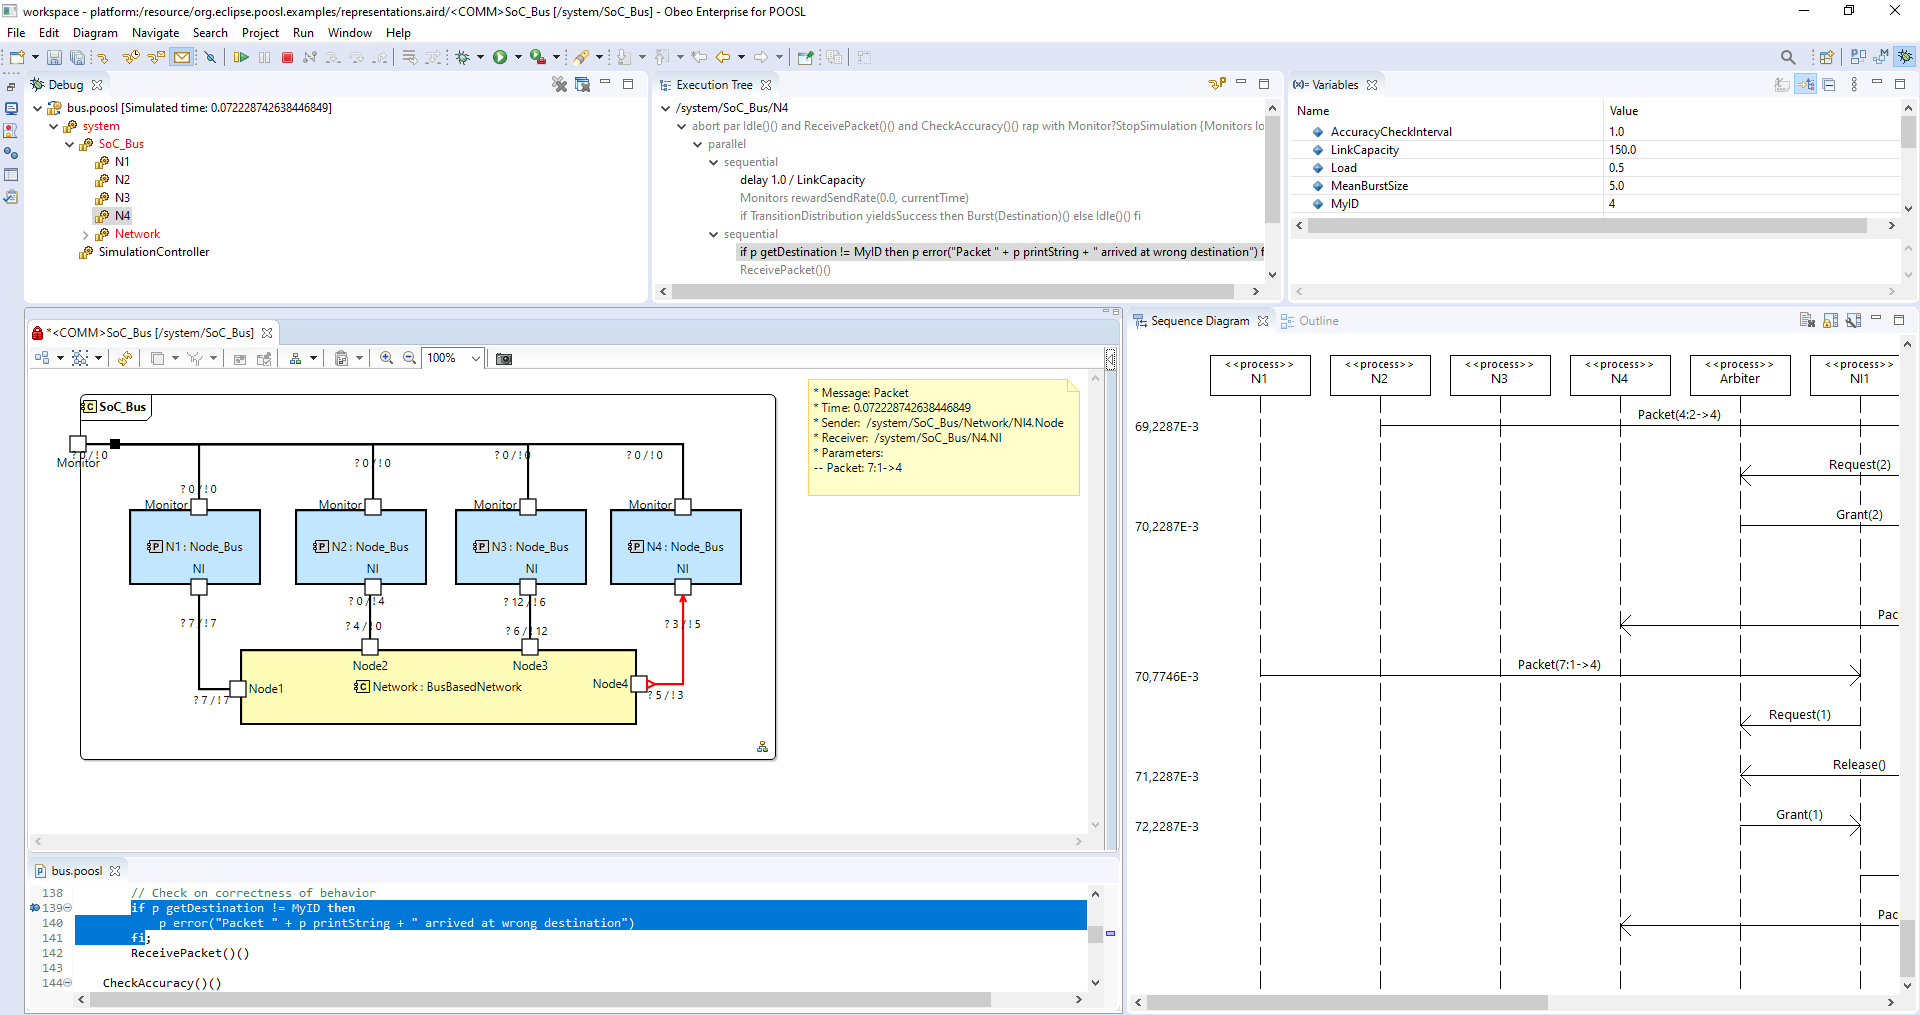 workspace - platform:/resource/org.eclipse.poosl.examples/representations.aird/<COMM>SoC_Bus [/system/SoC_Bus] - Obeo Enterprise for POOSL
File Edit Diagram Navigate Search Project Run Window Help
Debug
bus.poosl [Simulated time: 0.072228742638446849]
system
SoC_Bus
N1
N2
N3
N4
Network
SimulationController
Execution Tree
/system/SoC_Bus/N4
abort par Idle()() and ReceivePacket()() and CheckAccuracy()() rap with Monitor?StopSimulation {Monitors lo
parallel
sequential
delay 1.0 / LinkCapacity
Monitors rewardSendRate(0.0, currentTime)
if TransitionDistribution yieldsSuccess then Burst(Destination)() else Idle()() fi
sequential
if p getDestination != MyID then p error("Packet " + p printString + " arrived at wrong destination") f
ReceivePacket()()
(x)= Variables
Name Value
AccuracyCheckInterval 1.0
LinkCapacity 150.0
Load 0.5
MeanBurstSize 5.0
MyID 4
*<COMM>SoC_Bus [/system/SoC_Bus]
100%
C SoC_Bus
Monitor
? 0 / ! 0
? 0 / ! 0
? 0 / ! 0
? 0 / ! 0
? 0 / ! 0
Monitor Monitor Monitor Monitor
P N1 : Node_Bus
P N2 : Node_Bus
P N3 : Node_Bus
P N4 : Node_Bus
NI NI NI NI
? 0 / ! 4
? 12 / ! 6
? 7 / ! 7
? 4 / ! 0
? 6 / ! 12
? 3 / ! 5
Node2 Node3
Node1
C Network : BusBasedNetwork
Node4
? 7 / ! 7
? 5 / ! 3
* Message: Packet
* Time: 0.072228742638446849
* Sender: /system/SoC_Bus/Network/NI4.Node
* Receiver: /system/SoC_Bus/N4.NI
* Parameters:
-- Packet: 7:1->4
bus.poosl
138 // Check on correctness of behavior
139 if p getDestination != MyID then
140 p error("Packet " + p printString + " arrived at wrong destination")
141 fi;
142 ReceivePacket()()
143
144 CheckAccuracy()()
Sequence Diagram
Outline
<<process>> <<process>> <<process>> <<process>> <<process>> <<process>>
N1 N2 N3 N4 Arbiter NI1
Packet(4:2->4)
69,2287E-3
Request(2)
Grant(2)
70,2287E-3
Pac
Packet(7:1->4)
70,7746E-3
Request(1)
Release()
71,2287E-3
Grant(1)
72,2287E-3
Pac